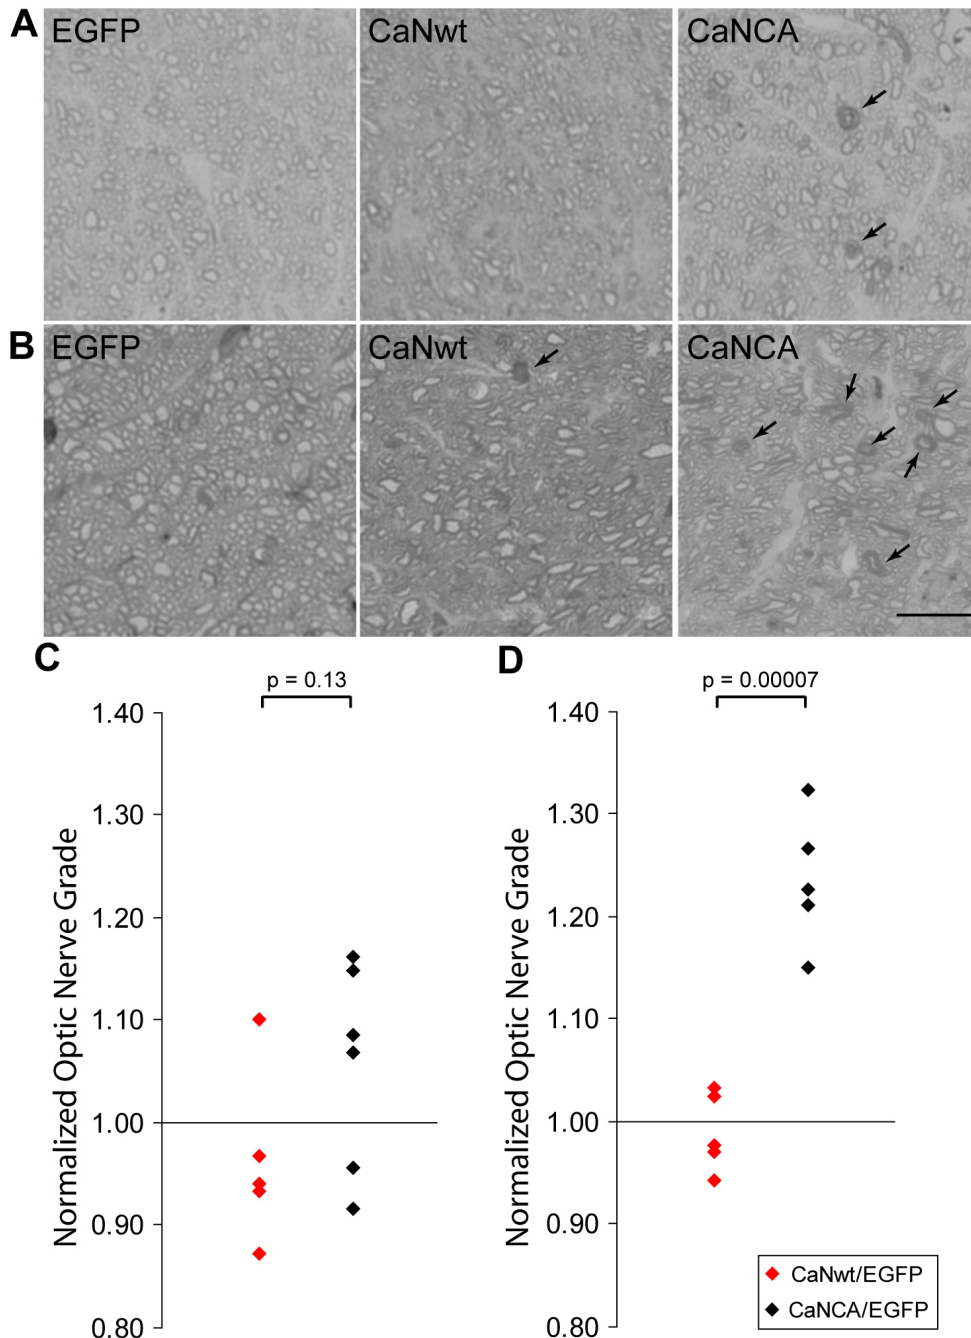 A
EGFP
CaNwt
CaNCA
B
EGFP
CaNwt
CaNCA
C
p = 0.13
Normalized Optic Nerve Grade
1.40
1.30
1.20
1.10
1.00
0.90
0.80
D
p = 0.00007
Normalized Optic Nerve Grade
1.40
1.30
1.20
1.10
1.00
0.90
0.80
CaNwt/EGFP
CaNCA/EGFP